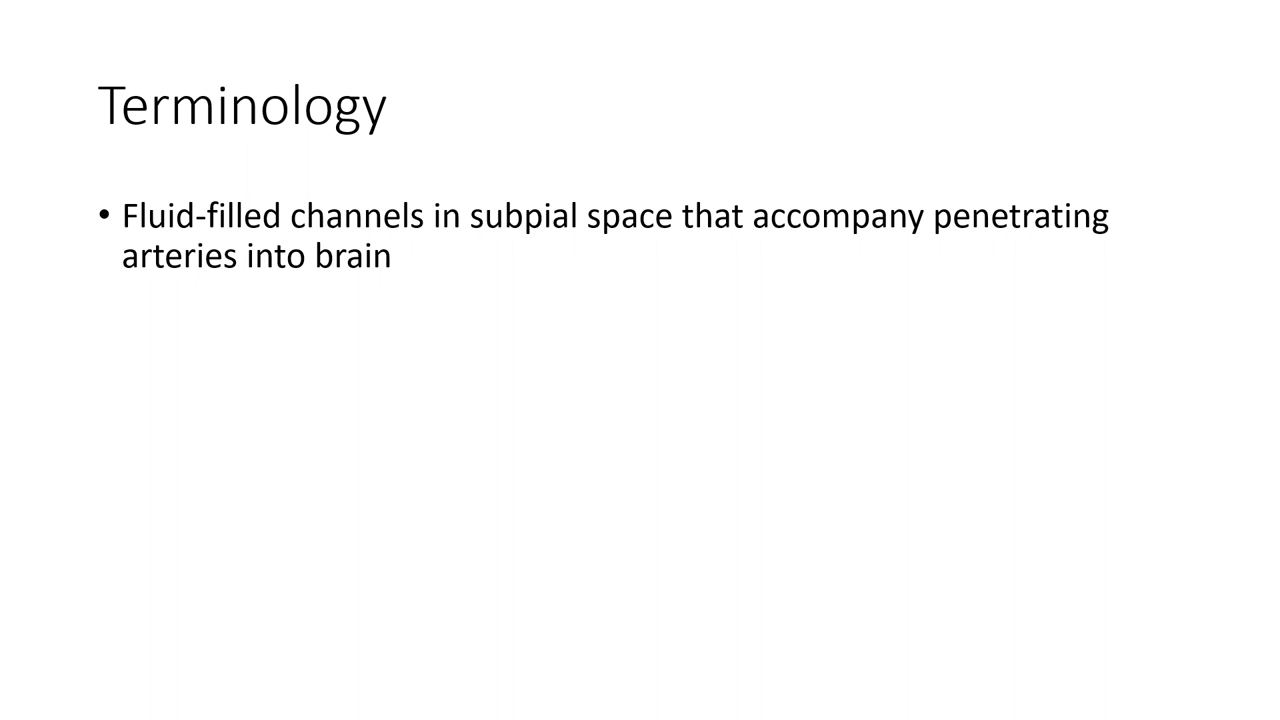 Terminology
• Fluid-filled channels in subpial space that accompany penetrating
arteries into brain